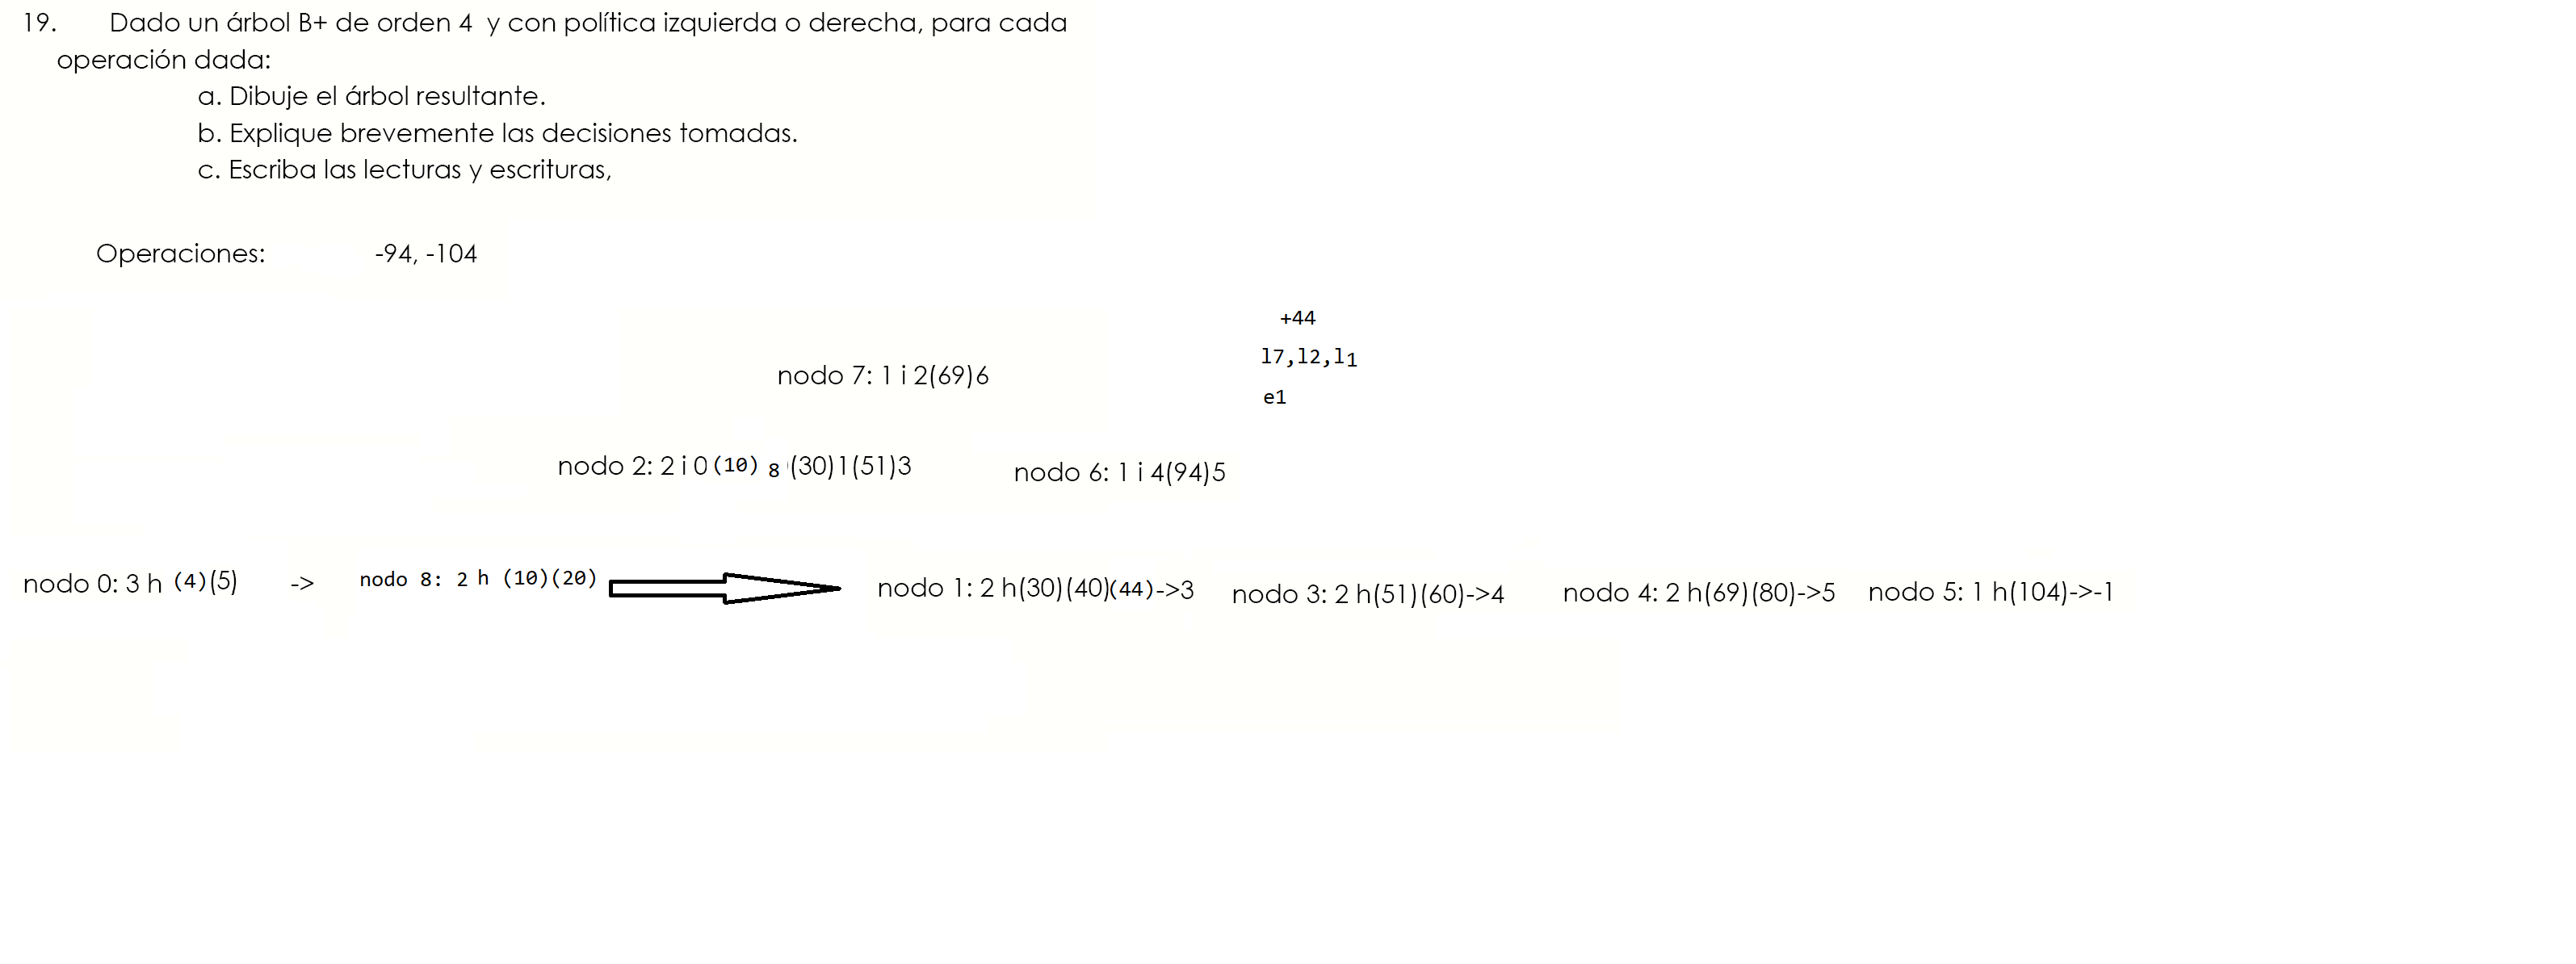 19. Dado un árbol B+ de orden 4 y con política izquierda o derecha, para cada
operación dada:
a. Dibuje el árbol resultante.
b. Explique brevemente las decisiones tomadas.
c. Escriba las lecturas y escrituras,
Operaciones: -94, -104
+44
l7,l2,l1
e1
nodo 7: 1 i 2(69)6
nodo 2: 2 i 0(10) 8 (30)1(51)3
nodo 6: 1 i 4(94)5
nodo 0: 3 h (4)(5) ->
nodo 8: 2 h (10)(20)
nodo 1: 2 h(30)(40)(44)->3
nodo 3: 2 h(51)(60)->4
nodo 4: 2 h(69)(80)->5
nodo 5: 1 h(104)->-1